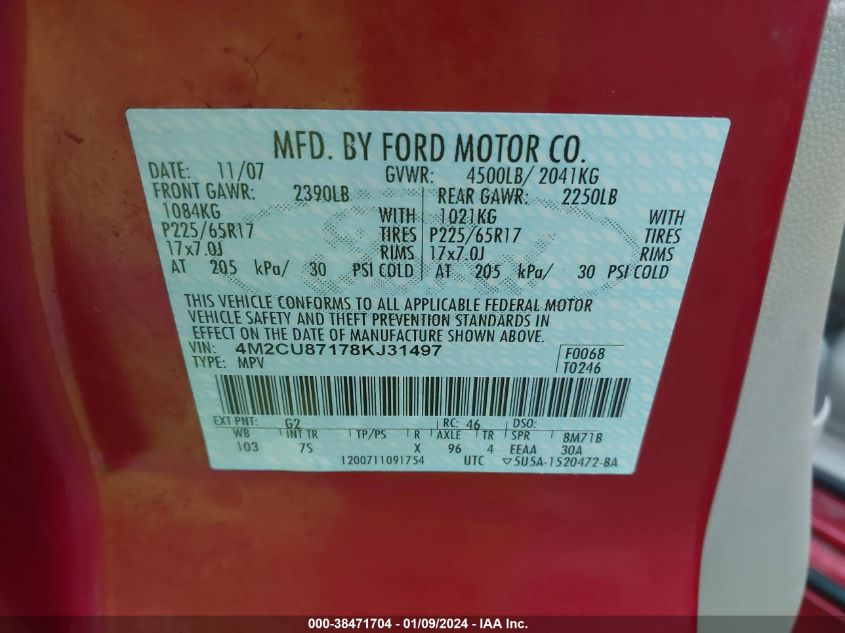 MFD. BY FORD MOTOR CO.
DATE: 11/07 GVWR: 4500LB/ 2041KG
FRONT GAWR: 2390LB REAR GAWR: 2250LB
1084KG WITH 1021KG WITH
P225/65R17 TIRES P225/65R17 TIRES
17x7.0J RIMS 17x7.0J RIMS
AT 205 kPa/ 30 PSI COLD AT 205 kPa/ 30 PSI COLD
THIS VEHICLE CONFORMS TO ALL APPLICABLE FEDERAL MOTOR
VEHICLE SAFETY AND THEFT PREVENTION STANDARDS IN
EFFECT ON THE DATE OF MANUFACTURE SHOWN ABOVE.
VIN: 4M2CU87178KJ31497 F0068
TYPE: MPV T0246
EXT PNT: G2 RC: 46 DSO:
WB INT TR TP/PS R AXLE TR SPR 8M71B
103 7S X 96 4 EEAA 30A
1200711091754 UTC ▽5U5A-1520472-BA
000-38471704 - 01/09/2024 - IAA Inc.